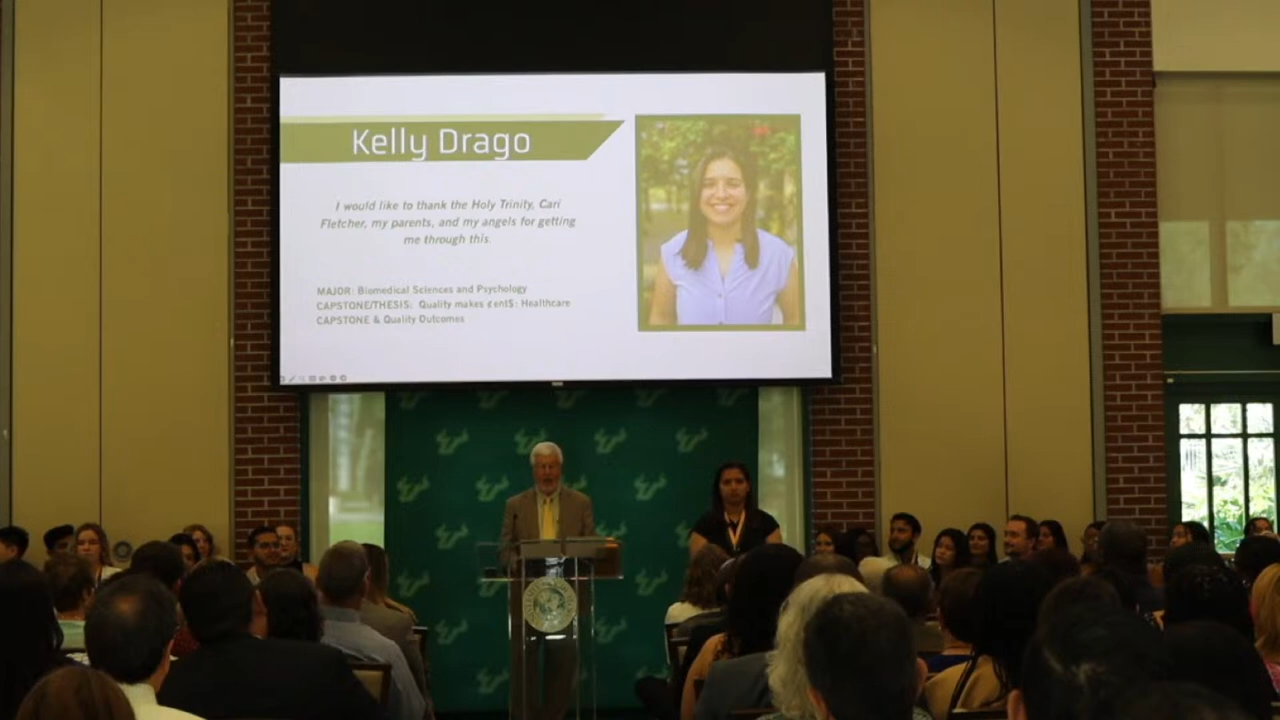 Kelly Drago
I would like to thank the Holy Trinity, Cari
Fletcher, my parents, and my angels for getting
me through this.
MAJOR: Biomedical Sciences and Psychology
CAPSTONE/THESIS: Quality makes ¢entS: Healthcare
CAPSTONE & Quality Outcomes